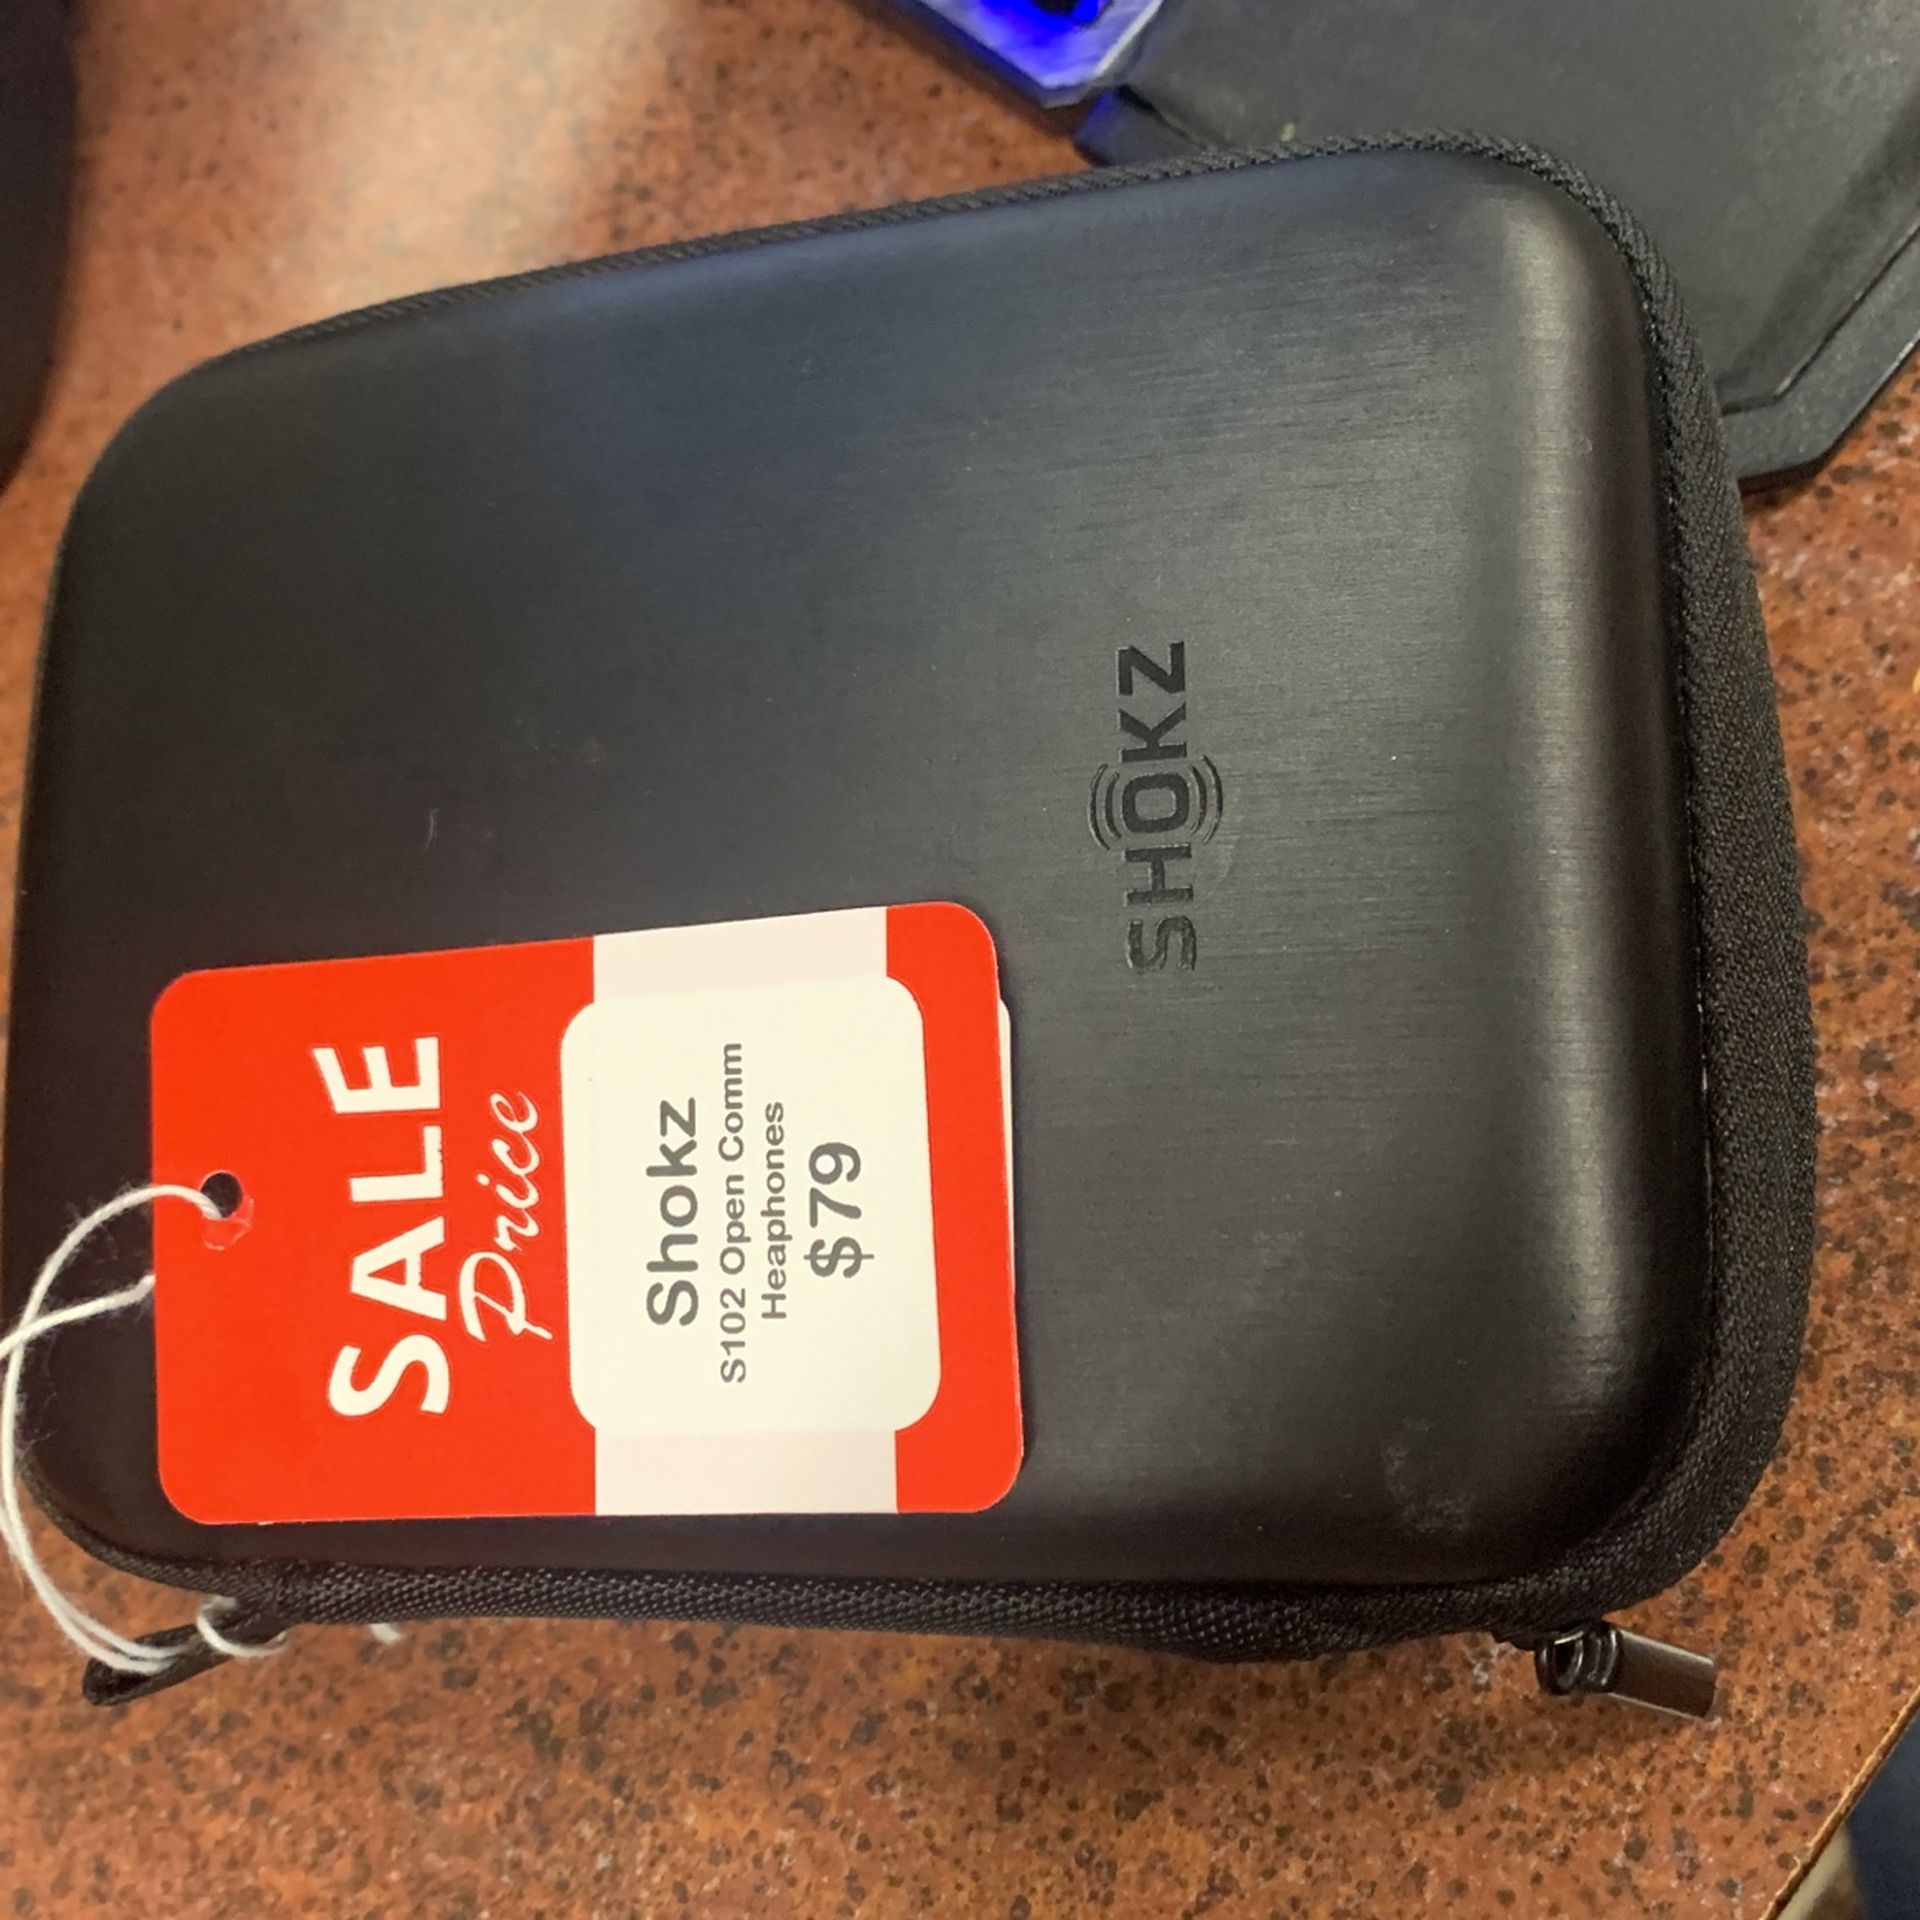 SALE
Price
Shokz
S102 Open Comm
Heaphones
$79
SHOKZ